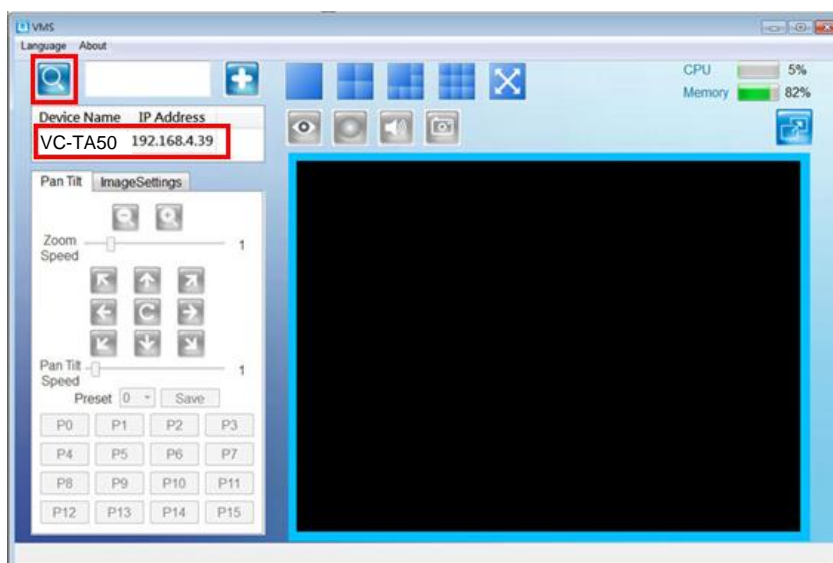 VMS
Language About
CPU 5%
Memory 82%
Device Name IP Address
VC-TA50 192.168.4.39
Pan Tilt ImageSettings
Zoom Speed 1
C
Pan Tilt Speed 1
Preset 0 Save
P0 P1 P2 P3
P4 P5 P6 P7
P8 P9 P10 P11
P12 P13 P14 P15